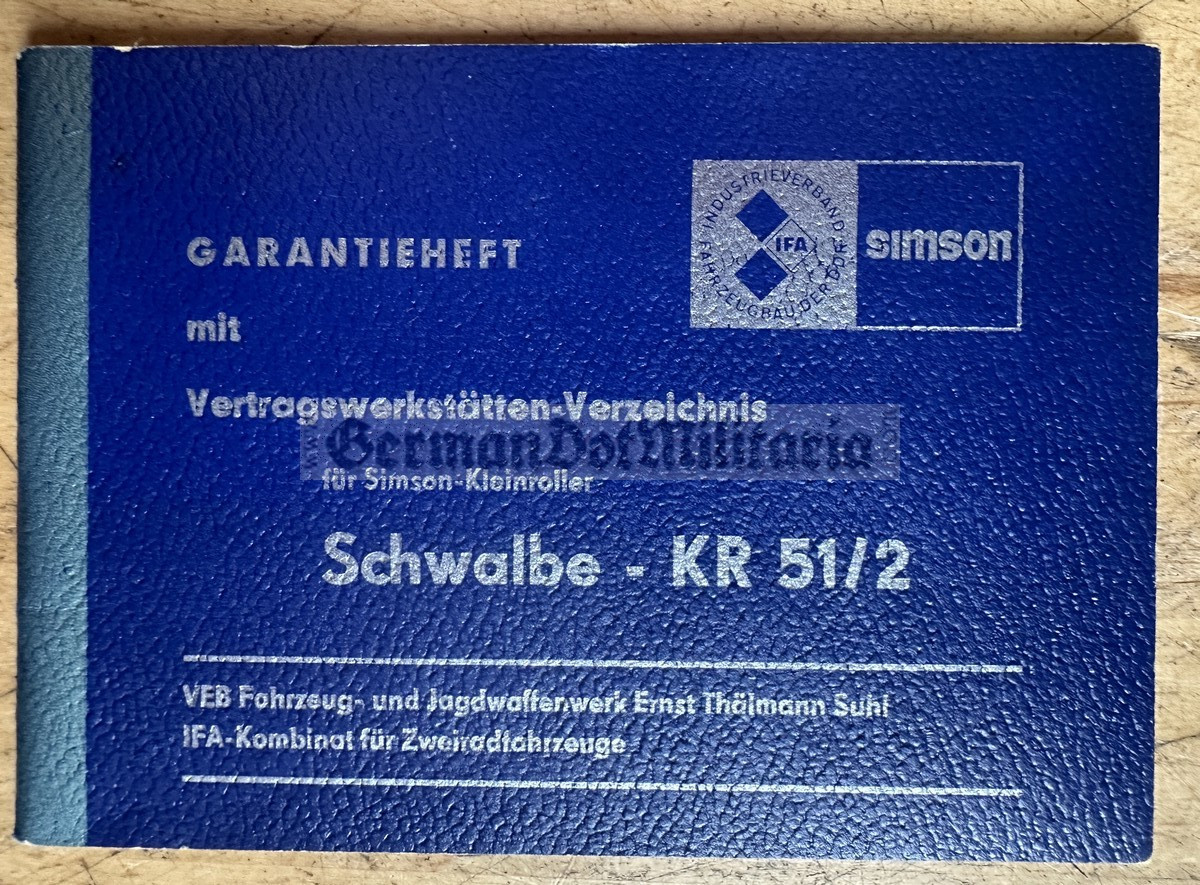 GARANTIEHEFT
mit
Vertragswerkstätten-Verzeichnis
für Simson-Kleinroller
Schwalbe - KR 51/2
VEB Fahrzeug- und Jagdwaffenwerk Ernst Thälmann Suhl
IFA-Kombinat für Zweiradfahrzeuge
INDUSTRIEVERBAND FAHRZEUGBAU DER DDR
IFA
simson
GermanDotMilitaria